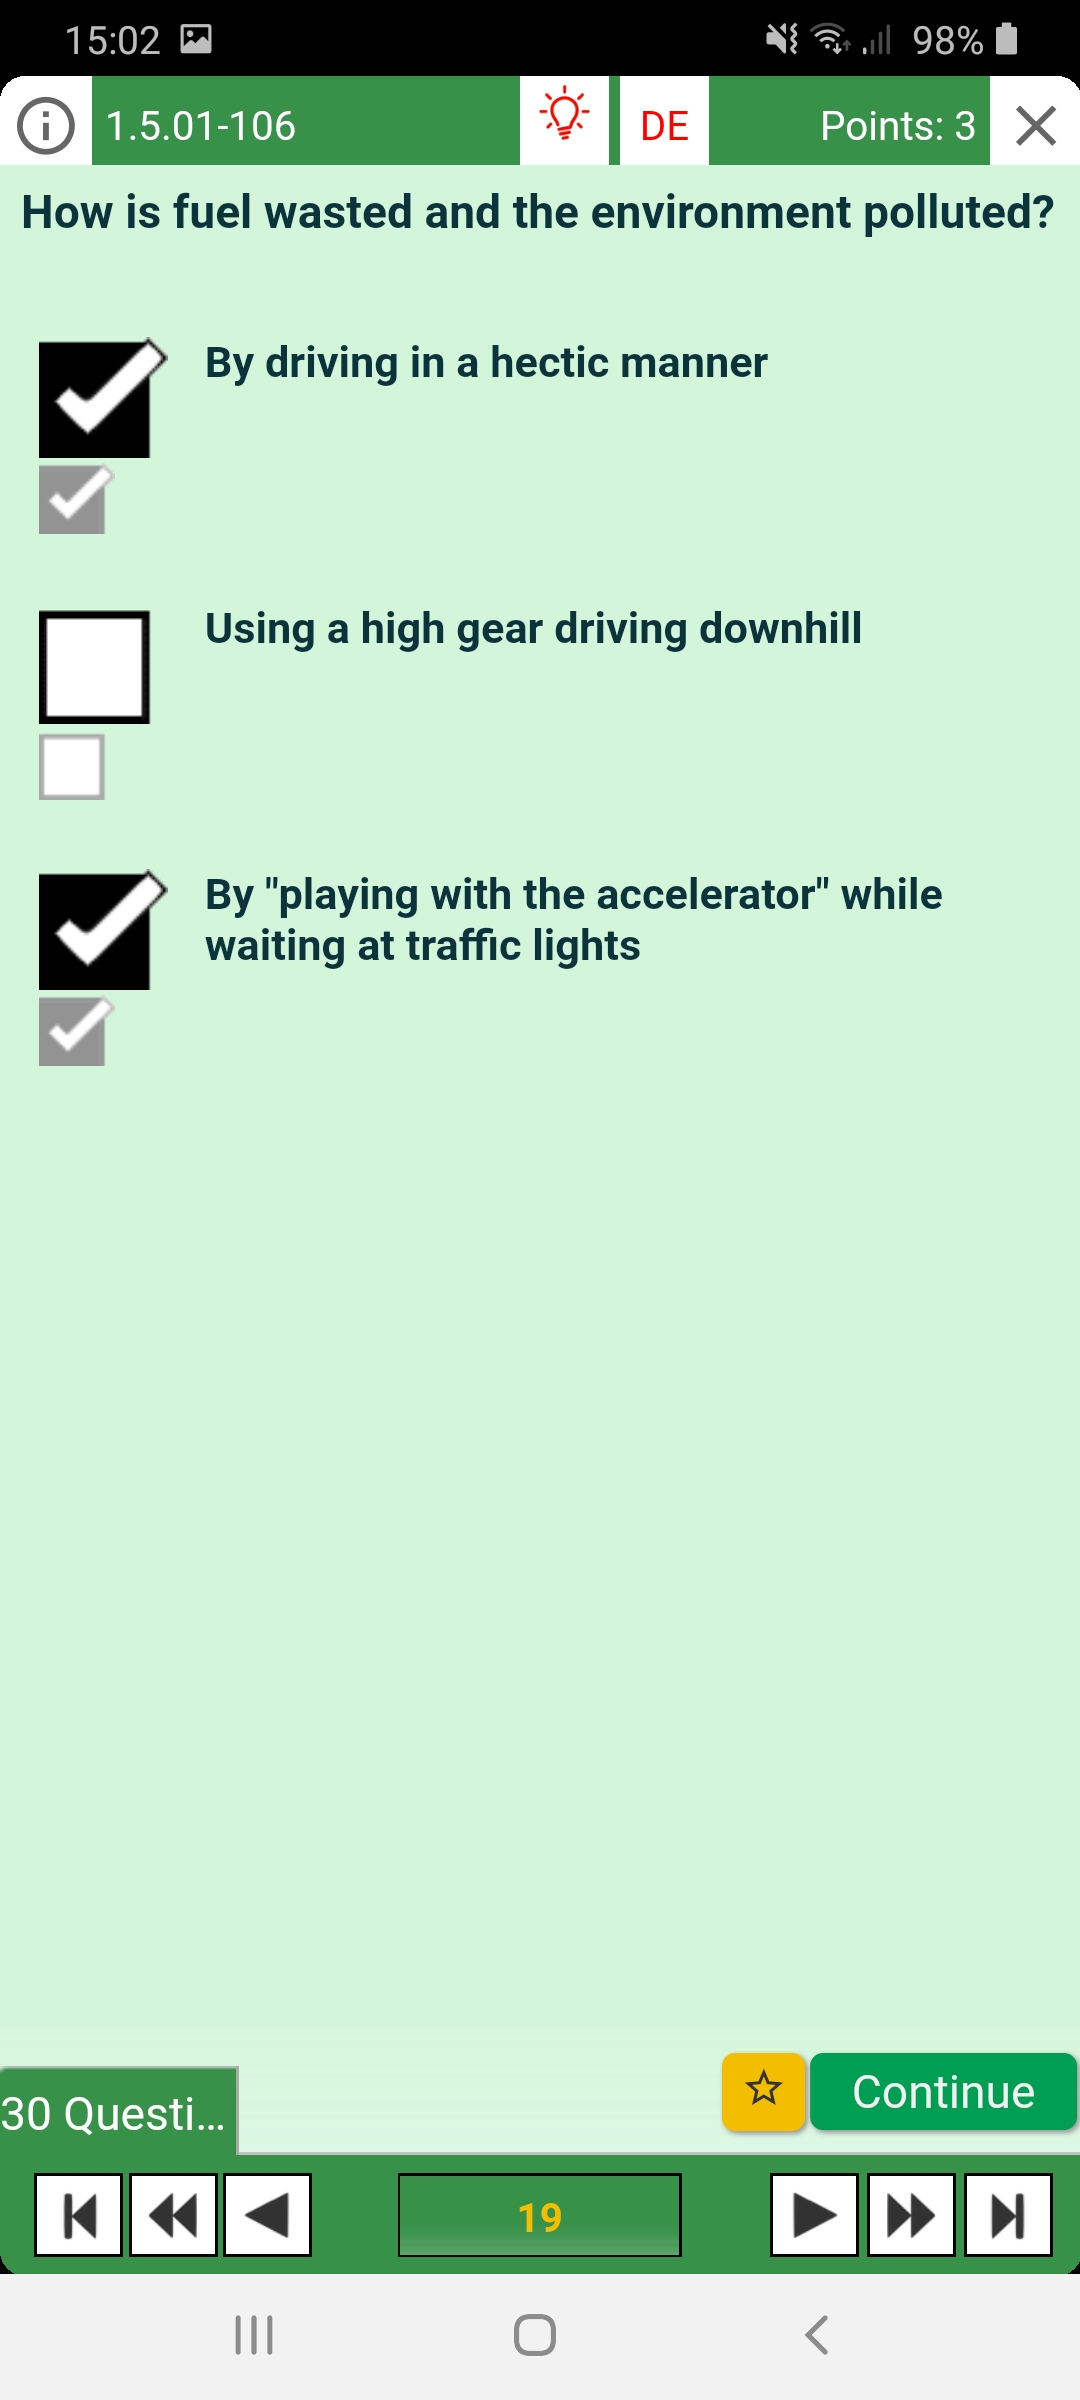 15:02 98%
1.5.01-106 DE Points: 3
How is fuel wasted and the environment polluted?
By driving in a hectic manner
Using a high gear driving downhill
By "playing with the accelerator" while
waiting at traffic lights
Continue
30 Questi...
19